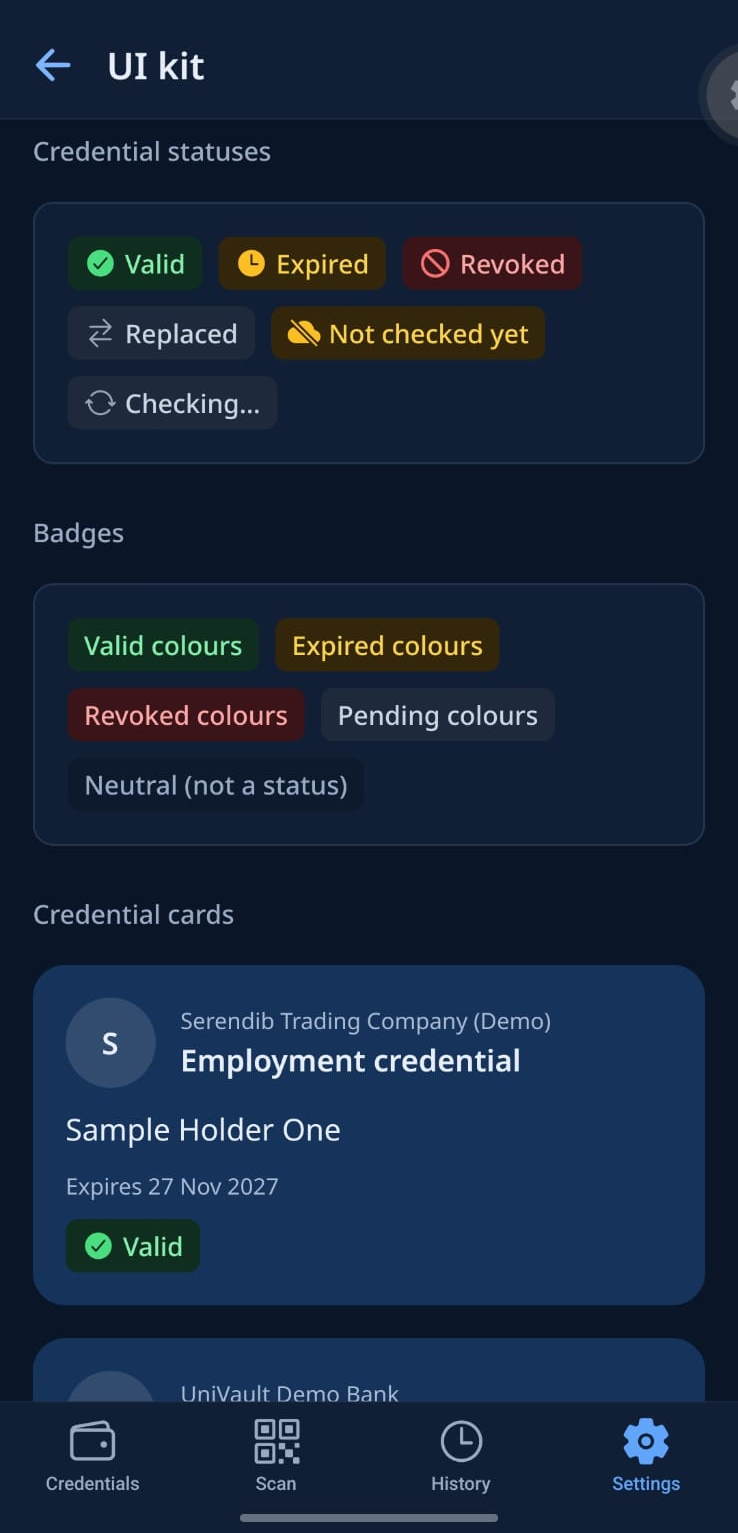 UI kit
Credential statuses
Valid
Expired
Revoked
Replaced
Not checked yet
Checking...
Badges
Valid colours
Expired colours
Revoked colours
Pending colours
Neutral (not a status)
Credential cards
S
Serendib Trading Company (Demo)
Employment credential
Sample Holder One
Expires 27 Nov 2027
Valid
UniVault Demo Bank
Credentials
Scan
History
Settings